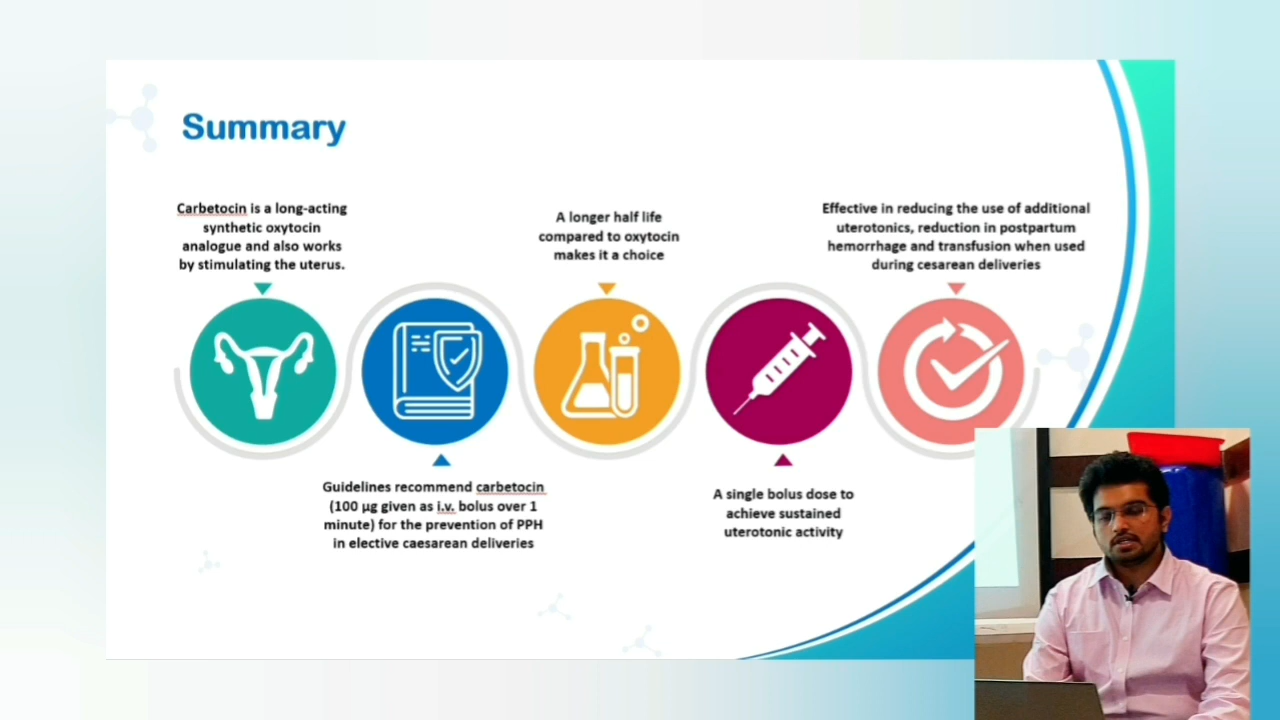 Summary
Carbetocin is a long-acting
synthetic oxytocin
analogue and also works
by stimulating the uterus.
Guidelines recommend carbetocin
(100 µg given as i.v. bolus over 1
minute) for the prevention of PPH
in elective caesarean deliveries
A longer half life
compared to oxytocin
makes it a choice
A single bolus dose to
achieve sustained
uterotonic activity
Effective in reducing the use of additional
uterotonics, reduction in postpartum
hemorrhage and transfusion when used
during cesarean deliveries